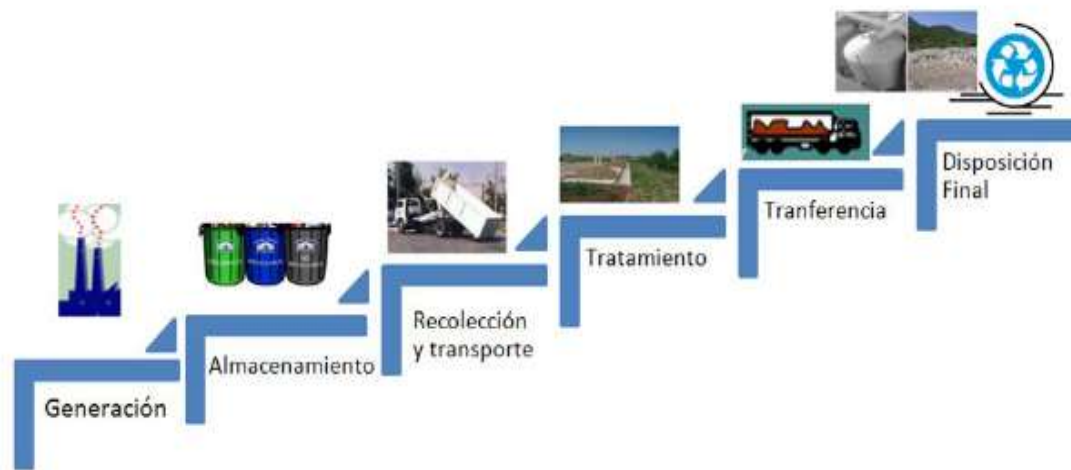 Generación
Almacenamiento
Recolección
y transporte
Tratamiento
Tranferencia
Disposición
Final